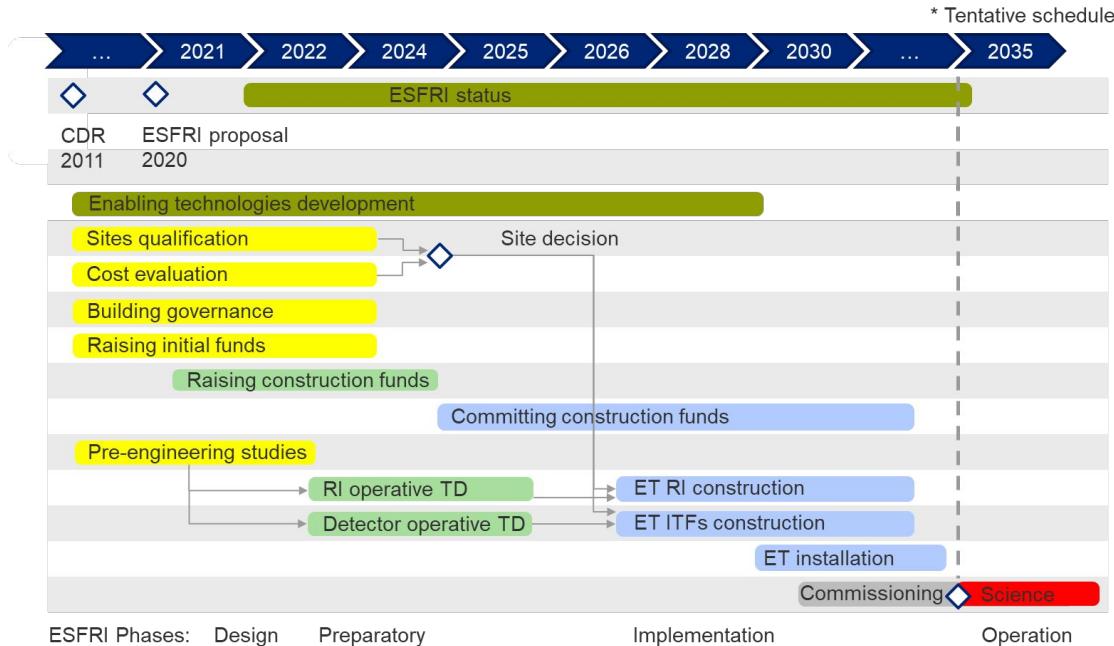 * Tentative schedule
... 2021 2022 2024 2025 2026 2028 2030 ... 2035
ESFRI status
CDR ESFRI proposal
2011 2020
Enabling technologies development
Sites qualification Site decision
Cost evaluation
Building governance
Raising initial funds
Raising construction funds
Committing construction funds
Pre-engineering studies
RI operative TD ET RI construction
Detector operative TD ET ITFs construction
ET installation
Commissioning Science
ESFRI Phases: Design Preparatory Implementation Operation